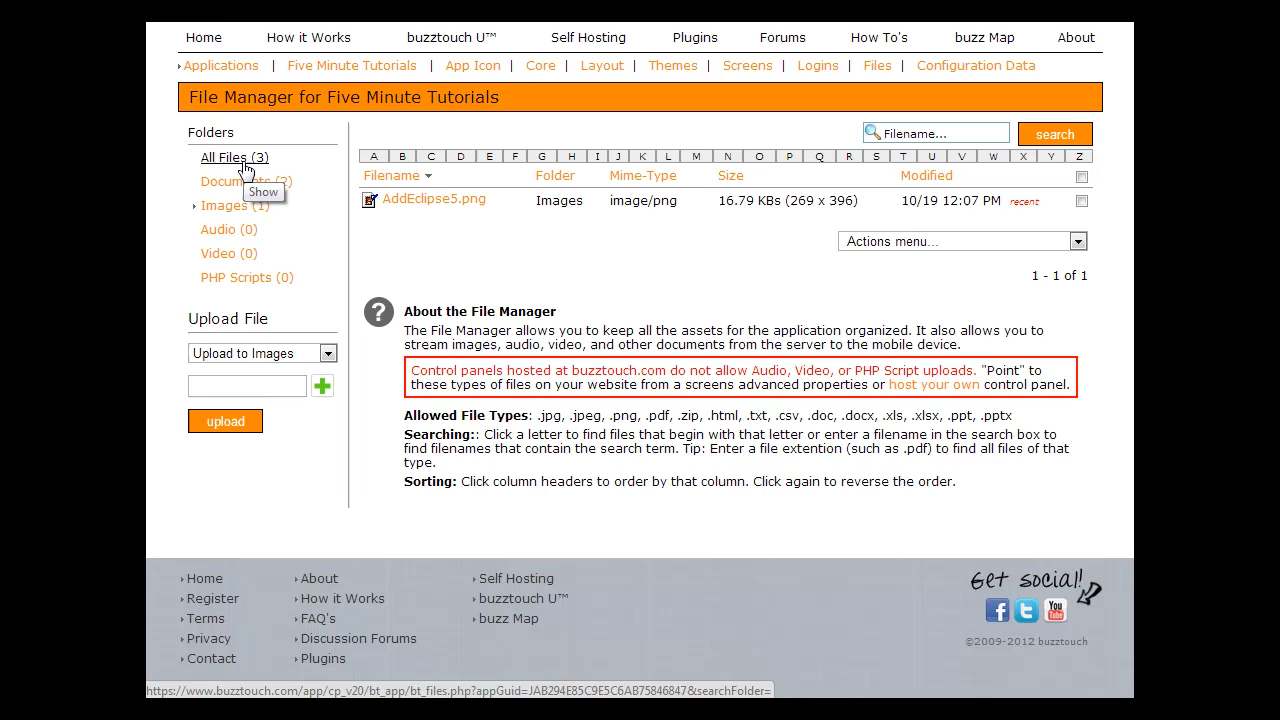 Home How it Works buzztouch U™ Self Hosting Plugins Forums How To's buzz Map About
Applications | Five Minute Tutorials | App Icon | Core | Layout | Themes | Screens | Logins | Files | Configuration Data
File Manager for Five Minute Tutorials
Folders
All Files (3)
Documents (2)
Show
Images (1)
Audio (0)
Video (0)
PHP Scripts (0)
Upload File
Upload to Images
upload
Filename... search
A B C D E F G H I J K L M N O P Q R S T U V W X Y Z
Filename Folder Mime-Type Size Modified
AddEclipse5.png Images image/png 16.79 KBs (269 x 396) 10/19 12:07 PM recent
Actions menu...
1 - 1 of 1
? About the File Manager
The File Manager allows you to keep all the assets for the application organized. It also allows you to
stream images, audio, video, and other documents from the server to the mobile device.
Control panels hosted at buzztouch.com do not allow Audio, Video, or PHP Script uploads. "Point" to
these types of files on your website from a screens advanced properties or host your own control panel.
Allowed File Types: .jpg, .jpeg, .png, .pdf, .zip, .html, .txt, .csv, .doc, .docx, .xls, .xlsx, .ppt, .pptx
Searching:: Click a letter to find files that begin with that letter or enter a filename in the search box to
find filenames that contain the search term. Tip: Enter a file extention (such as .pdf) to find all files of that
type.
Sorting: Click column headers to order by that column. Click again to reverse the order.
Home About Self Hosting
Register How it Works buzztouch U™
Terms FAQ's buzz Map
Privacy Discussion Forums
Contact Plugins
Get social!
You Tube
©2009-2012 buzztouch
https://www.buzztouch.com/app/cp_v20/bt_app/bt_files.php?appGuid=JAB294E85C9E5C6AB75846847&searchFolder=